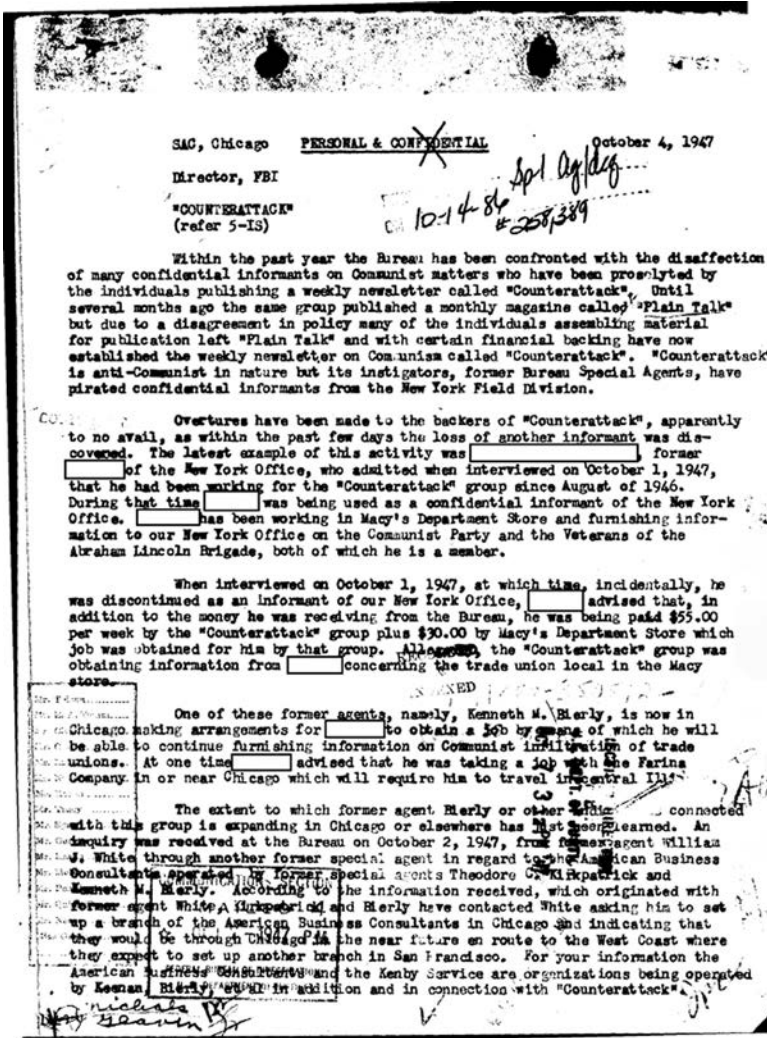 SAC, Chicago PERSONAL & CONFIDENTIAL October 4, 1947
Director, FBI
10-14-86 Sp1
"COUNTERATTACK" #258,389
(refer 5-IS)
Within the past year the Bureau has been confronted with the disaffection
of many confidential informants on Communist matters who have been proselyted by
the individuals publishing a weekly newsletter called "Counterattack". Until
several months ago the same group published a monthly magazine called "Plain Talk"
but due to a disagreement in policy many of the individuals assembling material
for publication left "Plain Talk" and with certain financial backing have now
established the weekly newsletter on Communism called "Counterattack". "Counterattack"
is anti-Communist in nature but its instigators, former Bureau Special Agents, have
pirated confidential informants from the New York Field Division.
Overtures have been made to the backers of "Counterattack", apparently
to no avail, as within the past few days the loss of another informant was dis-
covered. The latest example of this activity was , former
of the New York Office, who admitted when interviewed on October 1, 1947,
that he had been working for the "Counterattack" group since August of 1946.
During that time was being used as a confidential informant of the New York
Office. has been working in Macy's Department Store and furnishing infor-
mation to our New York Office on the Communist Party and the Veterans of the
Abraham Lincoln Brigade, both of which he is a member.
When interviewed on October 1, 1947, at which time, incidentally, he
was discontinued as an informant of our New York Office, advised that, in
addition to the money he was receiving from the Bureau, he was being paid $55.00
per week by the "Counterattack" group plus $30.00 by Macy's Department Store which
job was obtained for him by that group. the "Counterattack" group was
obtaining information from concerning the trade union local in the Macy
store.
One of these former agents, namely, Kenneth M. Bierly, is now in
Chicago making arrangements for to obtain a job by means of which he will
be able to continue furnishing information on Communist infiltration of trade
unions. At one time advised that he was taking a job with the Farina
Company in or near Chicago which will require him to travel in central Ill.
The extent to which former agent Bierly or other connected
with this group is expanding in Chicago or elsewhere has just been learned. An
inquiry was received at the Bureau on October 2, 1947, from former agent William
J. White through another former special agent in regard to the American Business
Consultants operated by former special agents Theodore C. Kirkpatrick and
Kenneth M. Bierly. According to the information received, which originated with
former agent White, Kirkpatrick and Bierly have contacted White asking him to set
up a branch of the American Business Consultants in Chicago and indicating that
they would be through Chicago in the near future en route to the West Coast where
they expect to set up another branch in San Francisco. For your information the
American Business Consultants and the Kenby Service are organizations being operated
by Keenan, Bierly, et al in addition and in connection with "Counterattack".